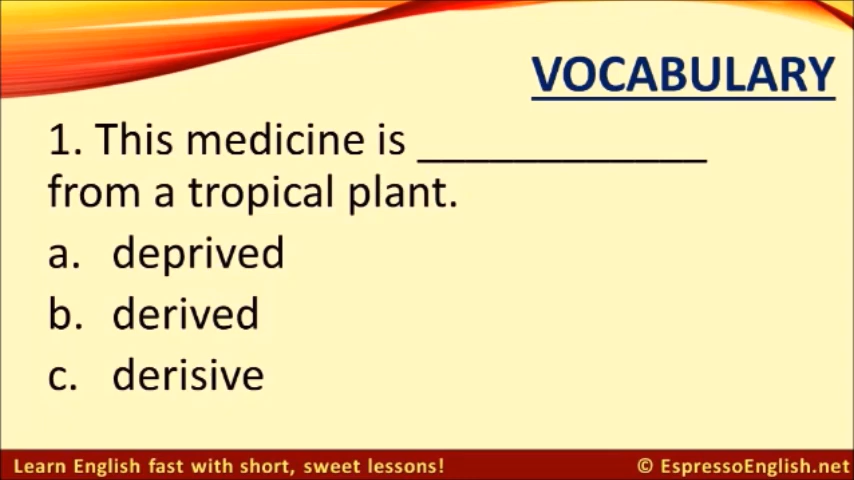 VOCABULARY
1. This medicine is ____________
from a tropical plant.
a. deprived
b. derived
c. derisive
Learn English fast with short, sweet lessons!
© EspressoEnglish.net